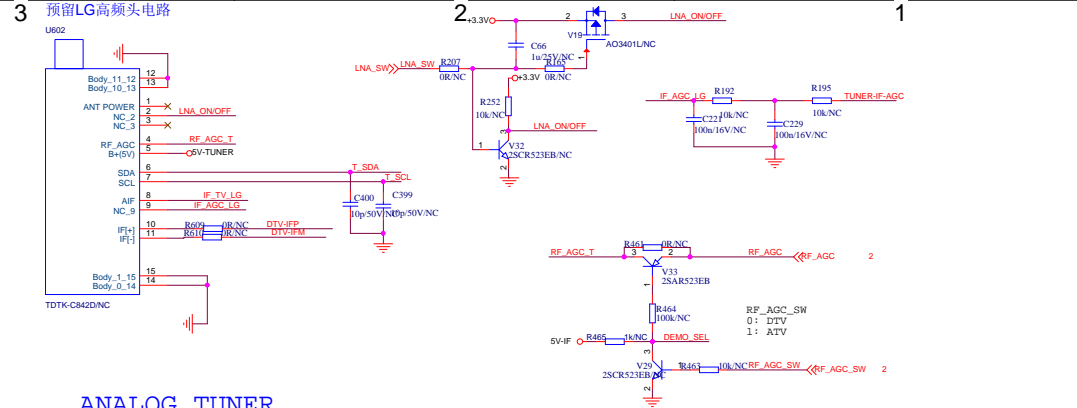 3
2
1
预留LG高频头电路
U602
Body_11_12
Body_10_13
12
13
ANT POWER
1
NC_2
2
LNA_ON/OFF
NC_3
3
RF_AGC
4
RF_AGC_T
B+(5V)
5
5V-TUNER
SDA
6
T_SDA
SCL
7
T_SCL
AIF
8
IF_TV_LG
NC_9
9
IF_AGC_LG
IF[+]
10
R609
0R/NC
DTV-IFP
IF[-]
11
R610
0R/NC
DTV-IFM
C400
10p/50V/NC
C399
10p/50V/NC
Body_1_15
15
Body_0_14
14
TDTK-C842D/NC
+3.3V
2
3
LNA_ON/OFF
V19
1
AO3401L/NC
C66
1u/25V/NC
LNA_SW
LNA_SW
R207
0R/NC
R165
0R/NC
+3.3V
R252
10k/NC
LNA_ON/OFF
3
1
2
V32
2SCR523EB/NC
IF_AGC_LG
R192
10k/NC
R195
10k/NC
TUNER-IF-AGC
C221
100n/16V/NC
C229
100n/16V/NC
RF_AGC_T
R461
0R/NC
3
2
RF_AGC
RF_AGC
2
V33
2SAR523EB
1
R464
100k/NC
RF_AGC_SW
0: DTV
1: ATV
5V-IF
R465
1k/NC
DEMO_SEL
3
V29
2SCR523EB/NC
1
2
R463
10k/NC
RF_AGC_SW
RF_AGC_SW
2
ANALOG TUNER